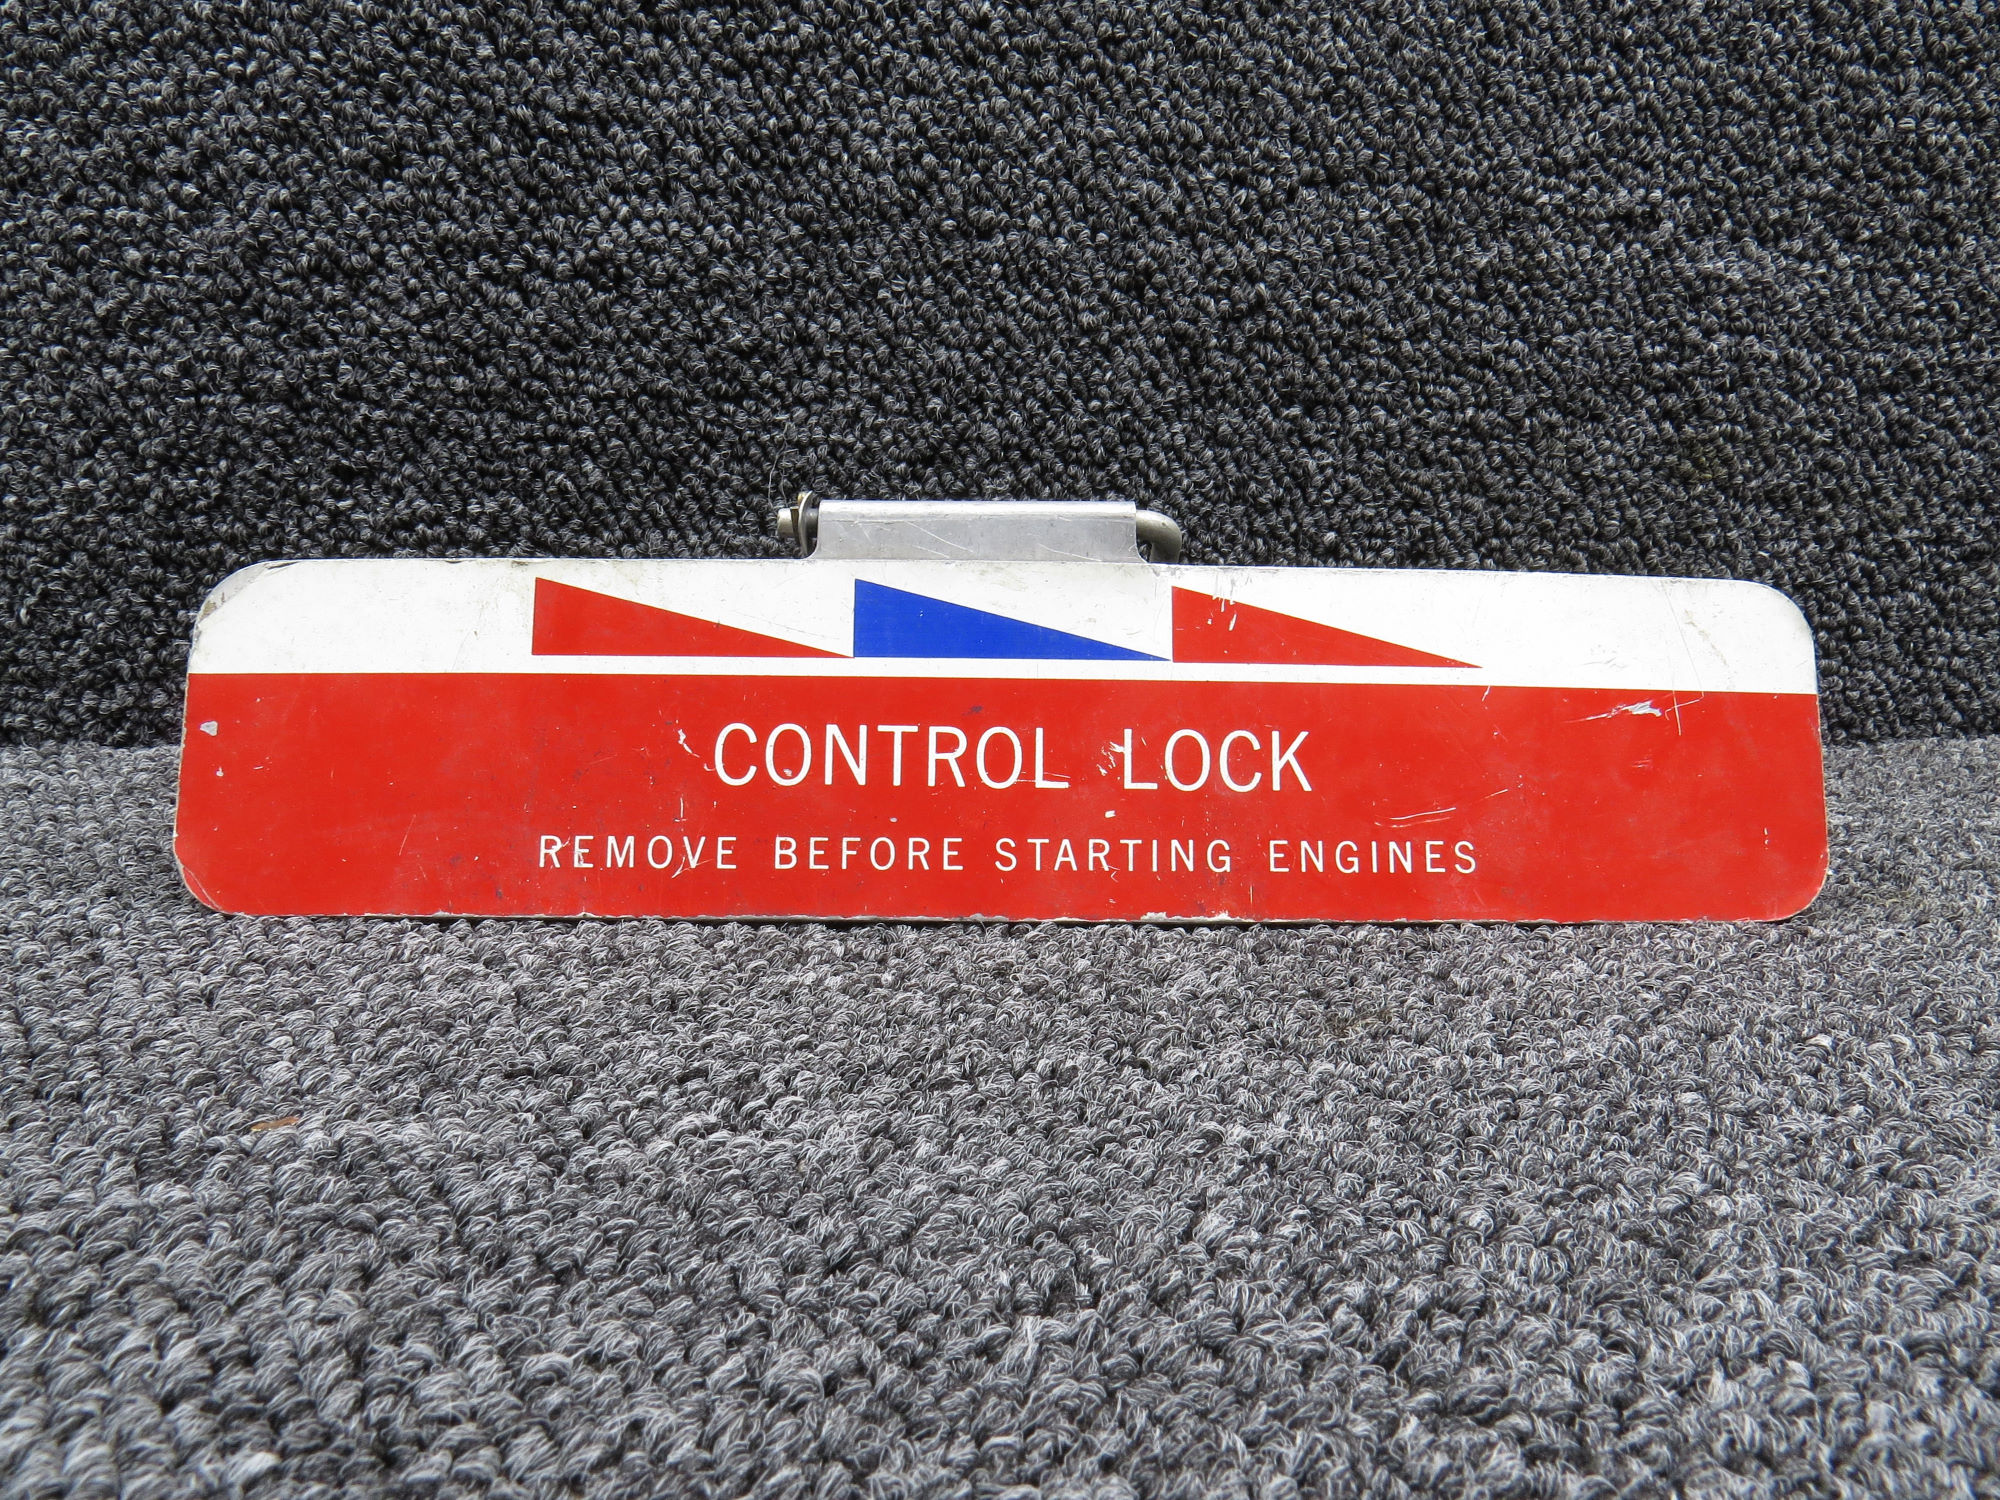 CONTROL LOCK
REMOVE BEFORE STARTING ENGINES